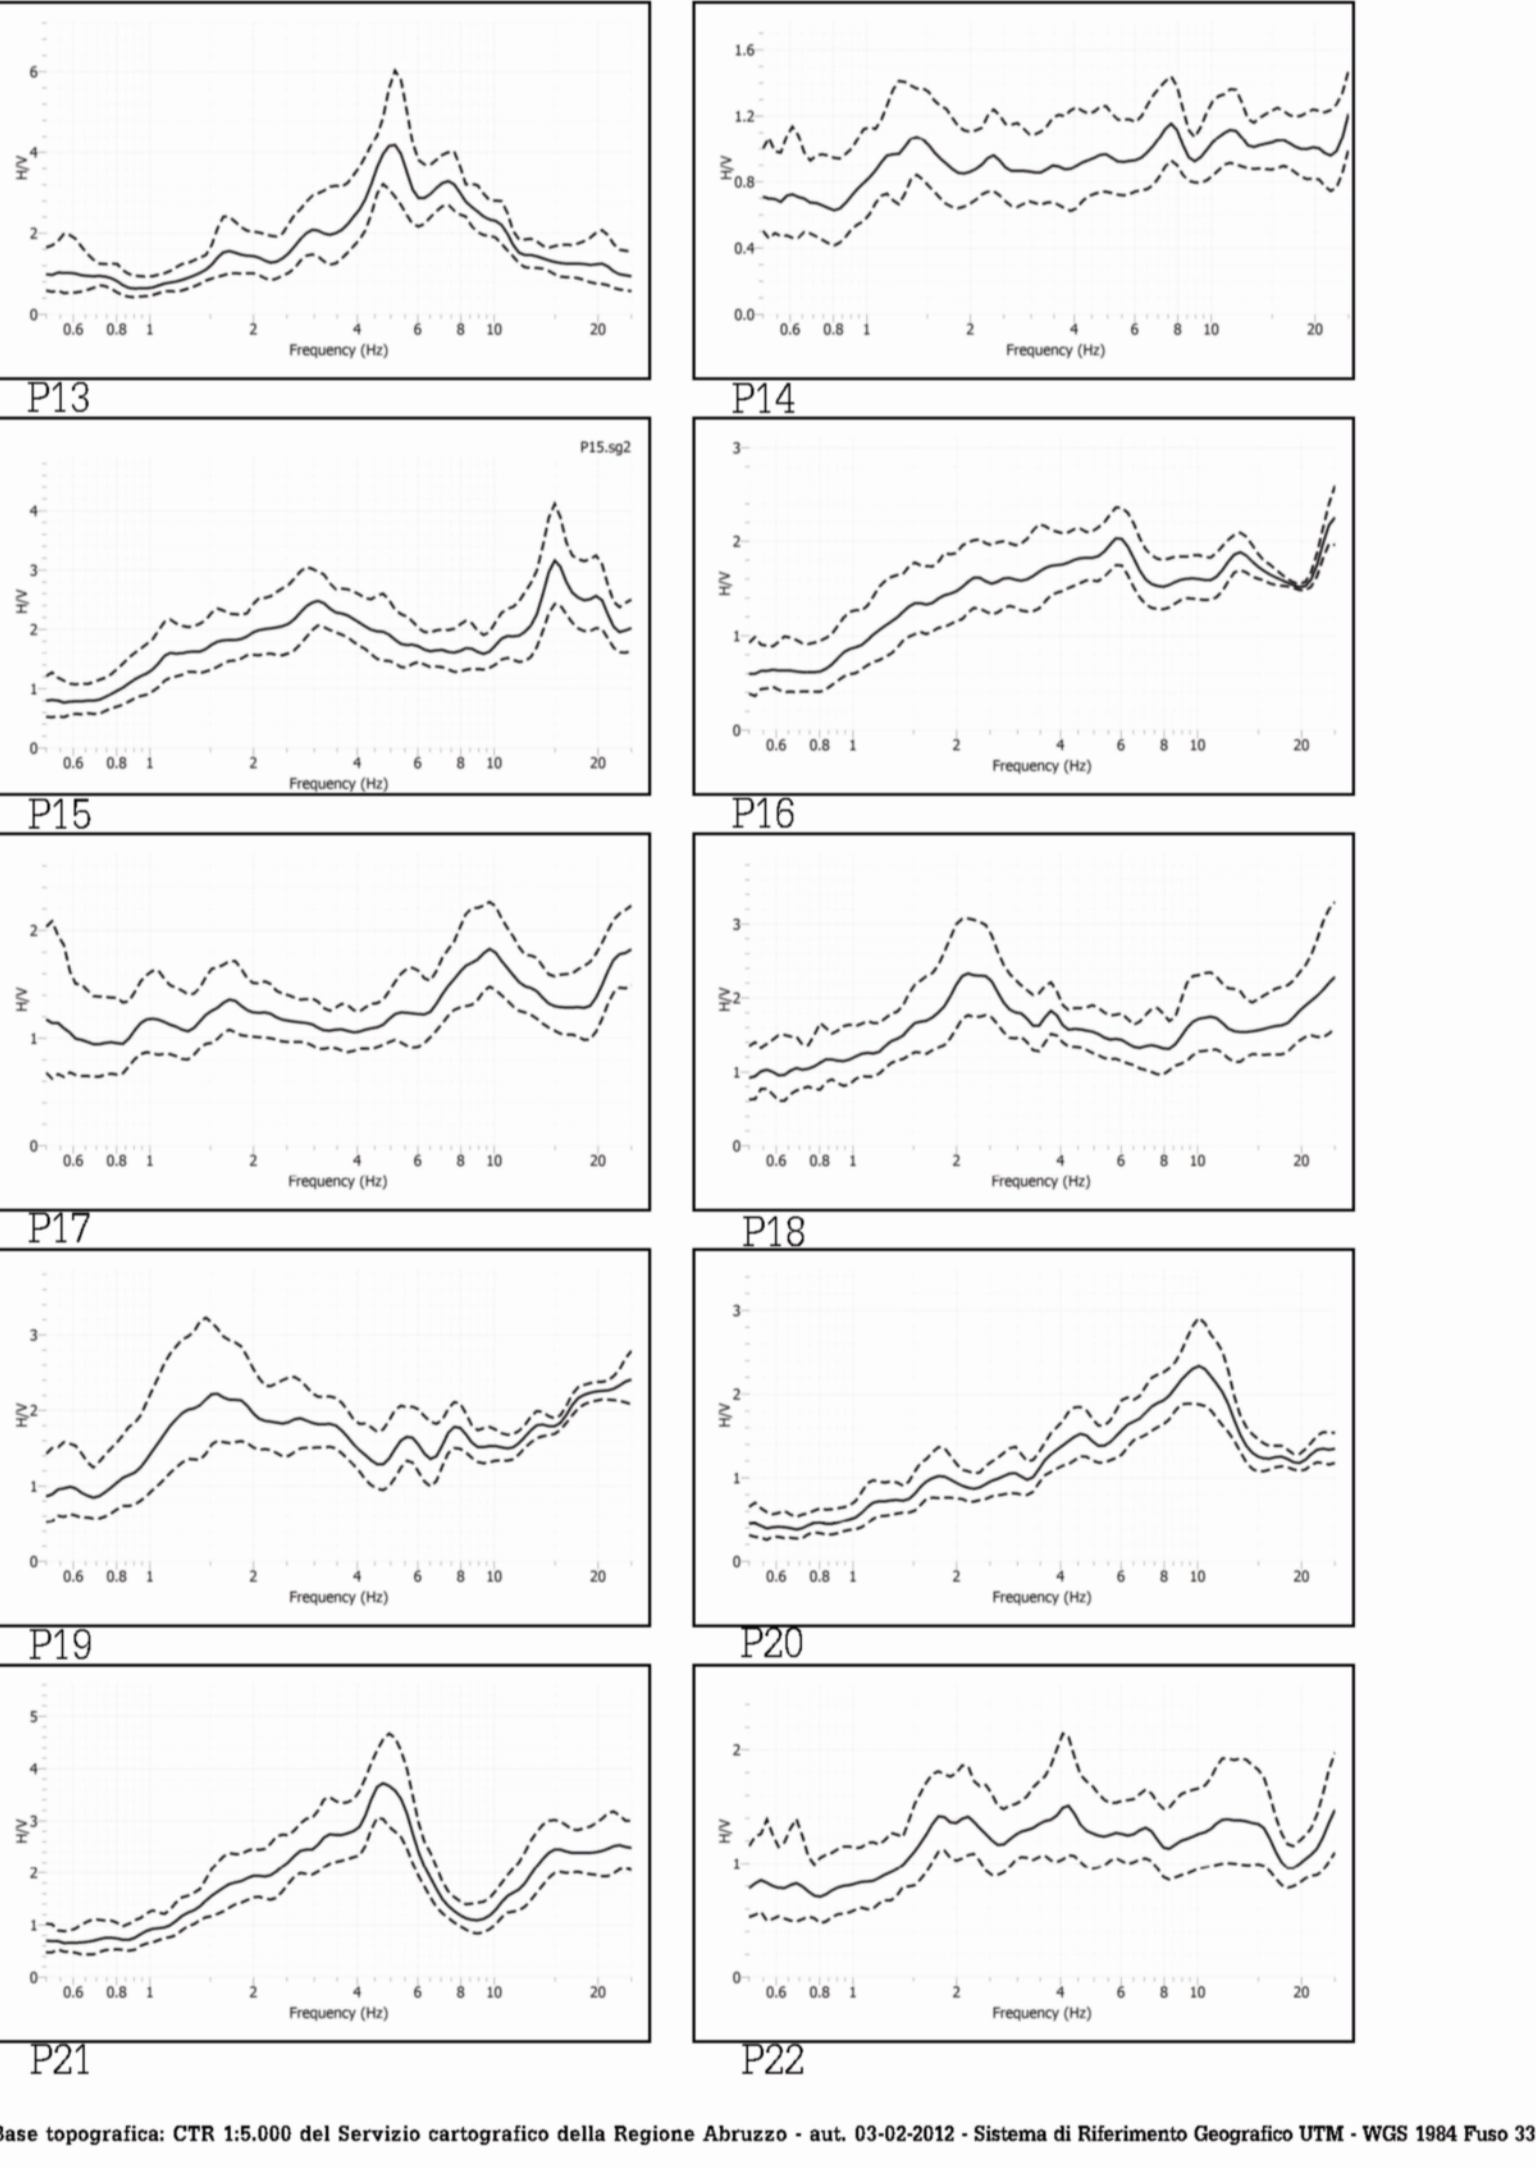 6
4
2
0
H/V
0.6 0.8 1 2 4 6 8 10 20
Frequency (Hz)
P13
1.6
1.2
0.8
0.4
0.0
H/V
0.6 0.8 1 2 4 6 8 10 20
Frequency (Hz)
P14
P15.sg2
4
3
2
1
0
H/V
0.6 0.8 1 2 4 6 8 10 20
Frequency (Hz)
P15
3
2
1
0
H/V
0.6 0.8 1 2 4 6 8 10 20
Frequency (Hz)
P16
2
1
0
H/V
0.6 0.8 1 2 4 6 8 10 20
Frequency (Hz)
P17
3
2
1
0
H/V
0.6 0.8 1 2 4 6 8 10 20
Frequency (Hz)
P18
3
2
1
0
H/V
0.6 0.8 1 2 4 6 8 10 20
Frequency (Hz)
P19
3
2
1
0
H/V
0.6 0.8 1 2 4 6 8 10 20
Frequency (Hz)
P20
5
4
3
2
1
0
H/V
0.6 0.8 1 2 4 6 8 10 20
Frequency (Hz)
P21
2
1
0
H/V
0.6 0.8 1 2 4 6 8 10 20
Frequency (Hz)
P22
Base topografica: CTR 1:5.000 del Servizio cartografico della Regione Abruzzo - aut. 03-02-2012 - Sistema di Riferimento Geografico UTM - WGS 1984 Fuso 33